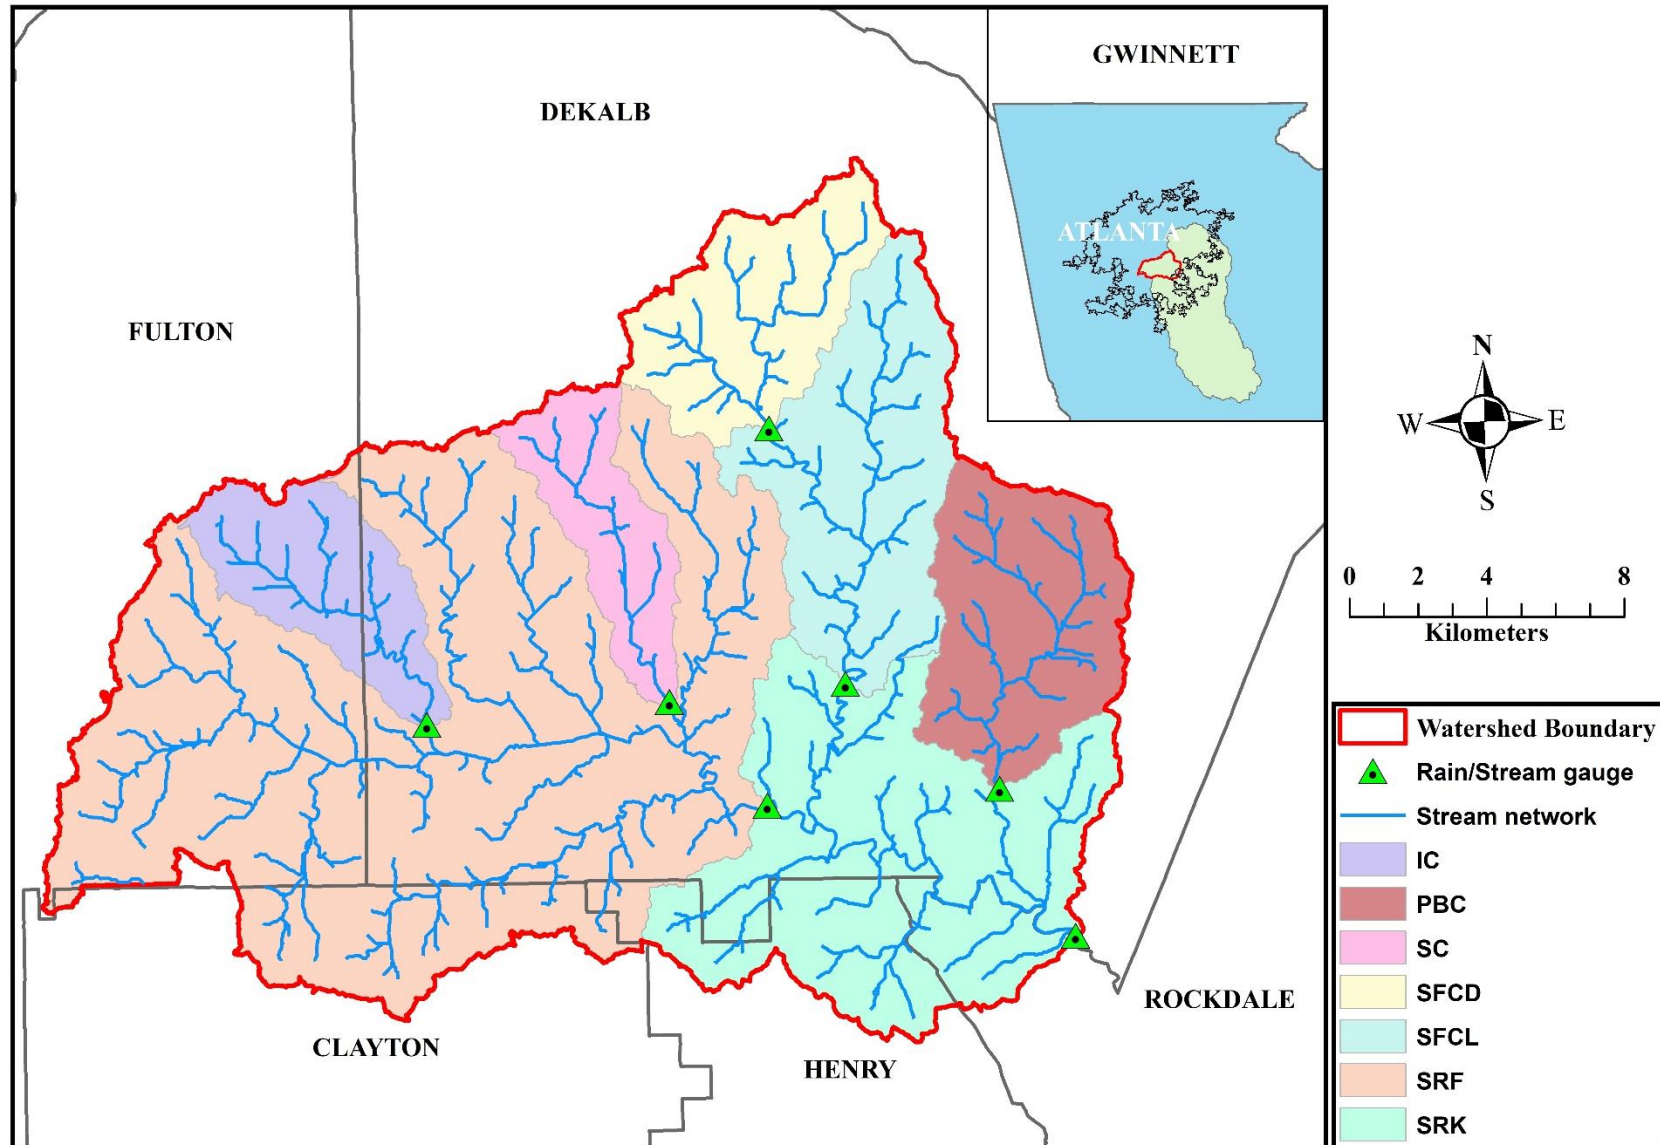 GWINNETT
DEKALB
ATLANTA
FULTON
N
W
E
S
0 2 4 8
Kilometers
Watershed Boundary
Rain/Stream gauge
Stream network
IC
PBC
SC
SFCD
SFCL
SRF
SRK
ROCKDALE
CLAYTON
HENRY